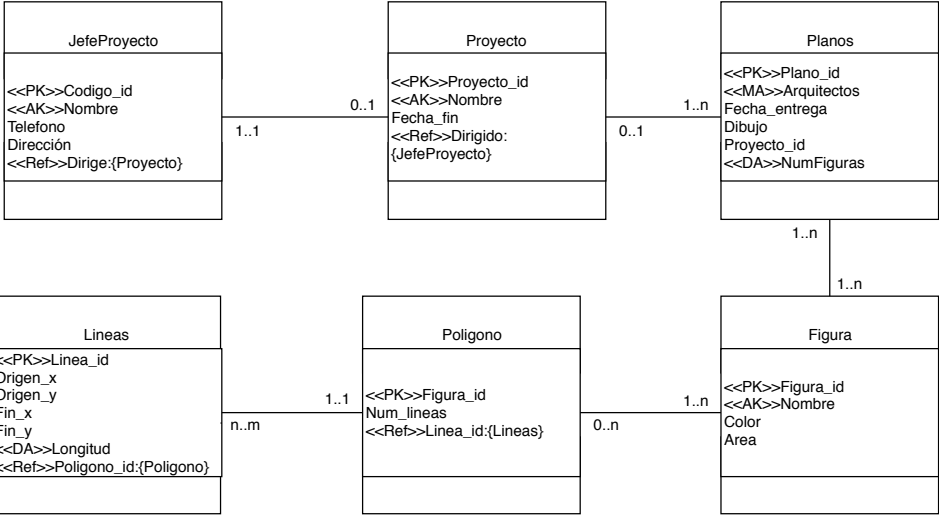 JefeProyecto
<<PK>>Codigo_id
<<AK>>Nombre
Telefono
Dirección
<<Ref>>Dirige:{Proyecto}
1..1
0..1
Proyecto
<<PK>>Proyecto_id
<<AK>>Nombre
Fecha_fin
<<Ref>>Dirigido:
{JefeProyecto}
0..1
1..n
Planos
<<PK>>Plano_id
<<MA>>Arquitectos
Fecha_entrega
Dibujo
Proyecto_id
<<DA>>NumFiguras
1..n
1..n
Lineas
<<PK>>Linea_id
Origen_x
Origen_y
Fin_x
Fin_y
<<DA>>Longitud
<<Ref>>Poligono_id:{Poligono}
n..m
1..1
Poligono
<<PK>>Figura_id
Num_lineas
<<Ref>>Linea_id:{Lineas}
0..n
1..n
Figura
<<PK>>Figura_id
<<AK>>Nombre
Color
Area